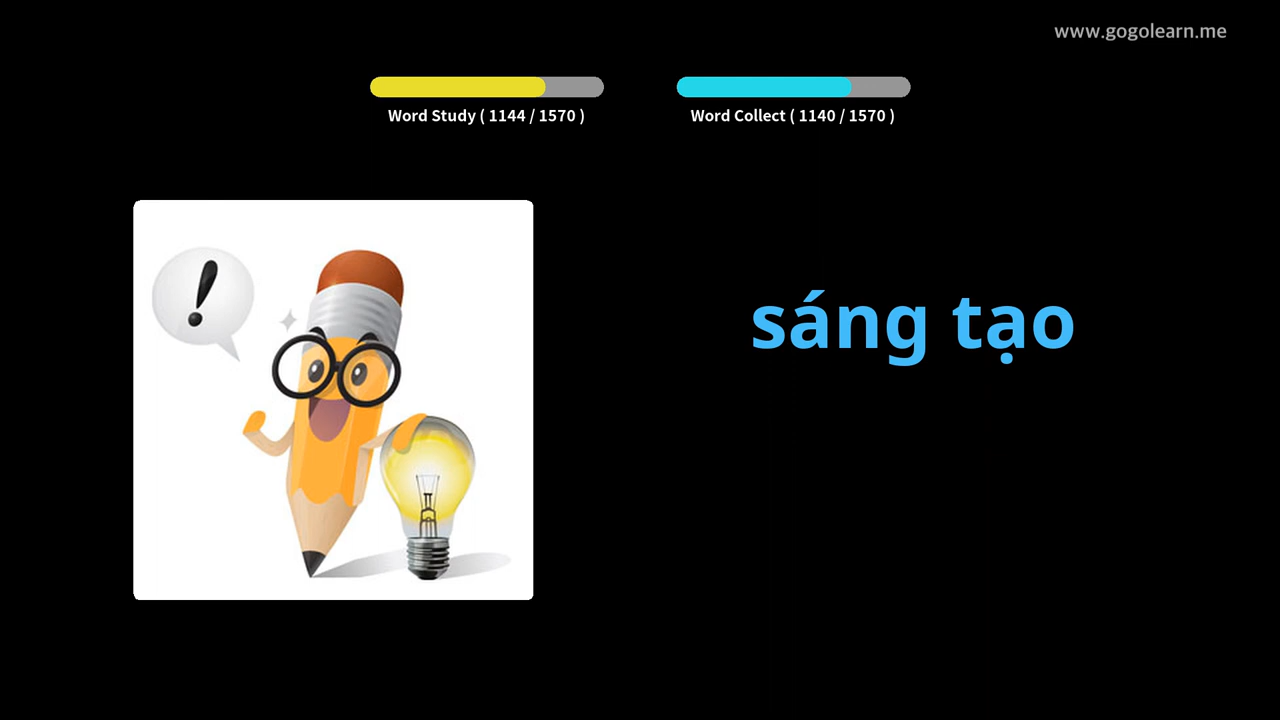 www.gogolearn.me
Word Study ( 1144 / 1570 )
Word Collect ( 1140 / 1570 )
!
sáng tạo